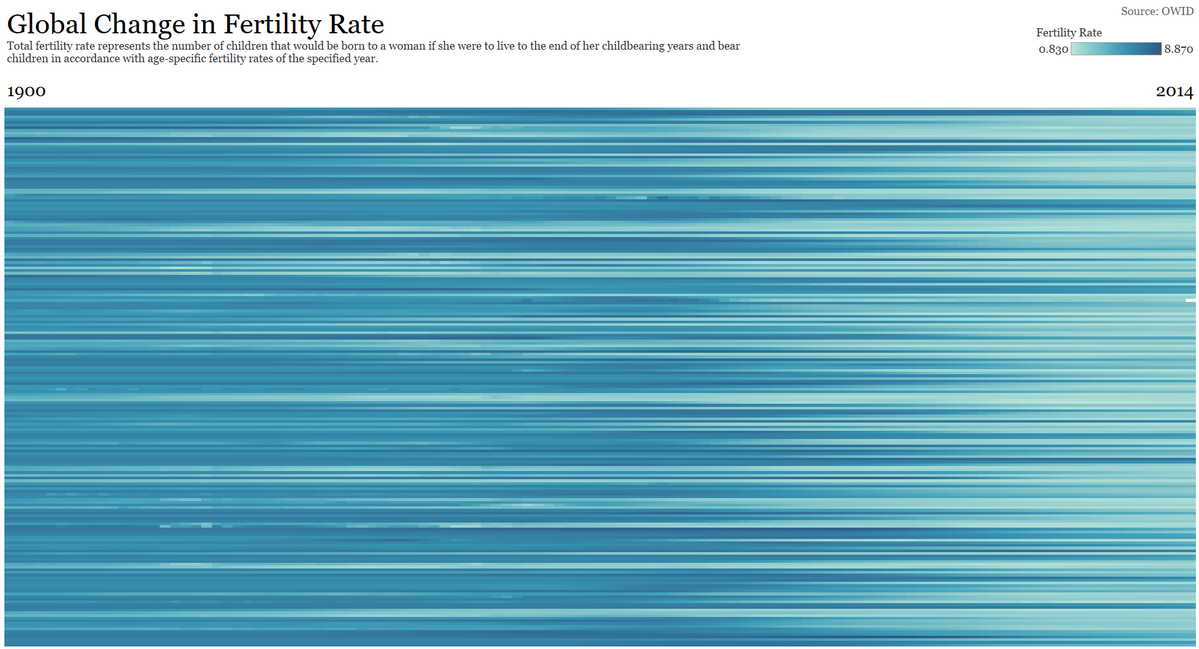 Source: OWID
Global Change in Fertility Rate
Total fertility rate represents the number of children that would be born to a woman if she were to live to the end of her childbearing years and bear
children in accordance with age-specific fertility rates of the specified year.
Fertility Rate
0.830 8.870
1900 2014